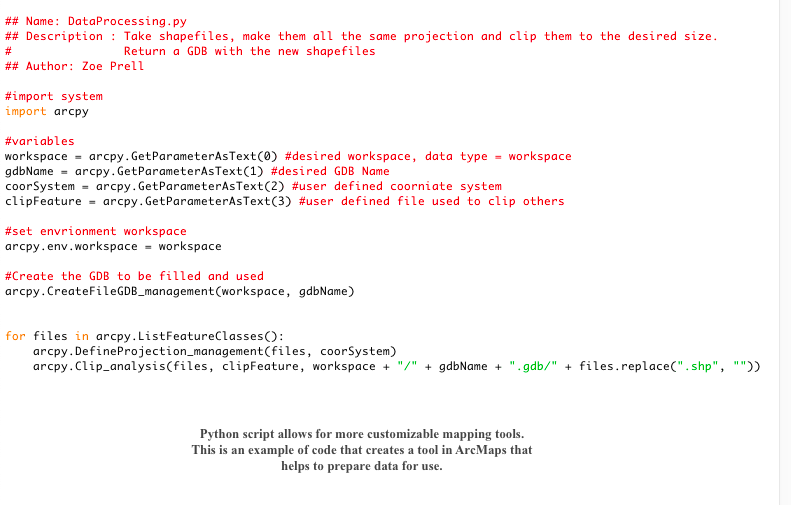 ## Name: DataProcessing.py
## Description : Take shapefiles, make them all the same projection and clip them to the desired size.
#                Return a GDB with the new shapefiles
## Author: Zoe Prell
#import system
import arcpy
#variables
workspace = arcpy.GetParameterAsText(0) #desired workspace, data type = workspace
gdbName = arcpy.GetParameterAsText(1) #desired GDB Name
coorSystem = arcpy.GetParameterAsText(2) #user defined coorniate system
clipFeature = arcpy.GetParameterAsText(3) #user defined file used to clip others
#set envrionment workspace
arcpy.env.workspace = workspace
#Create the GDB to be filled and used
arcpy.CreateFileGDB_management(workspace, gdbName)
for files in arcpy.ListFeatureClasses():
    arcpy.DefineProjection_management(files, coorSystem)
    arcpy.Clip_analysis(files, clipFeature, workspace + "/" + gdbName + ".gdb/" + files.replace(".shp", ""))
Python script allows for more customizable mapping tools.
This is an example of code that creates a tool in ArcMaps that
helps to prepare data for use.